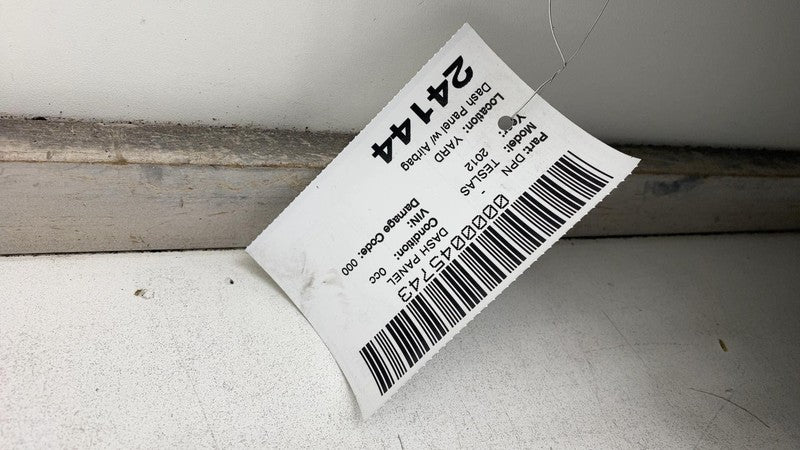 0000045743
Part: DPN DASH PANEL
Model: TESLAS
Year: 2012
Condition: OCC
Location: YARD
VIN:
Damage Code: 000
Dash Panel w/ Airbag
24144